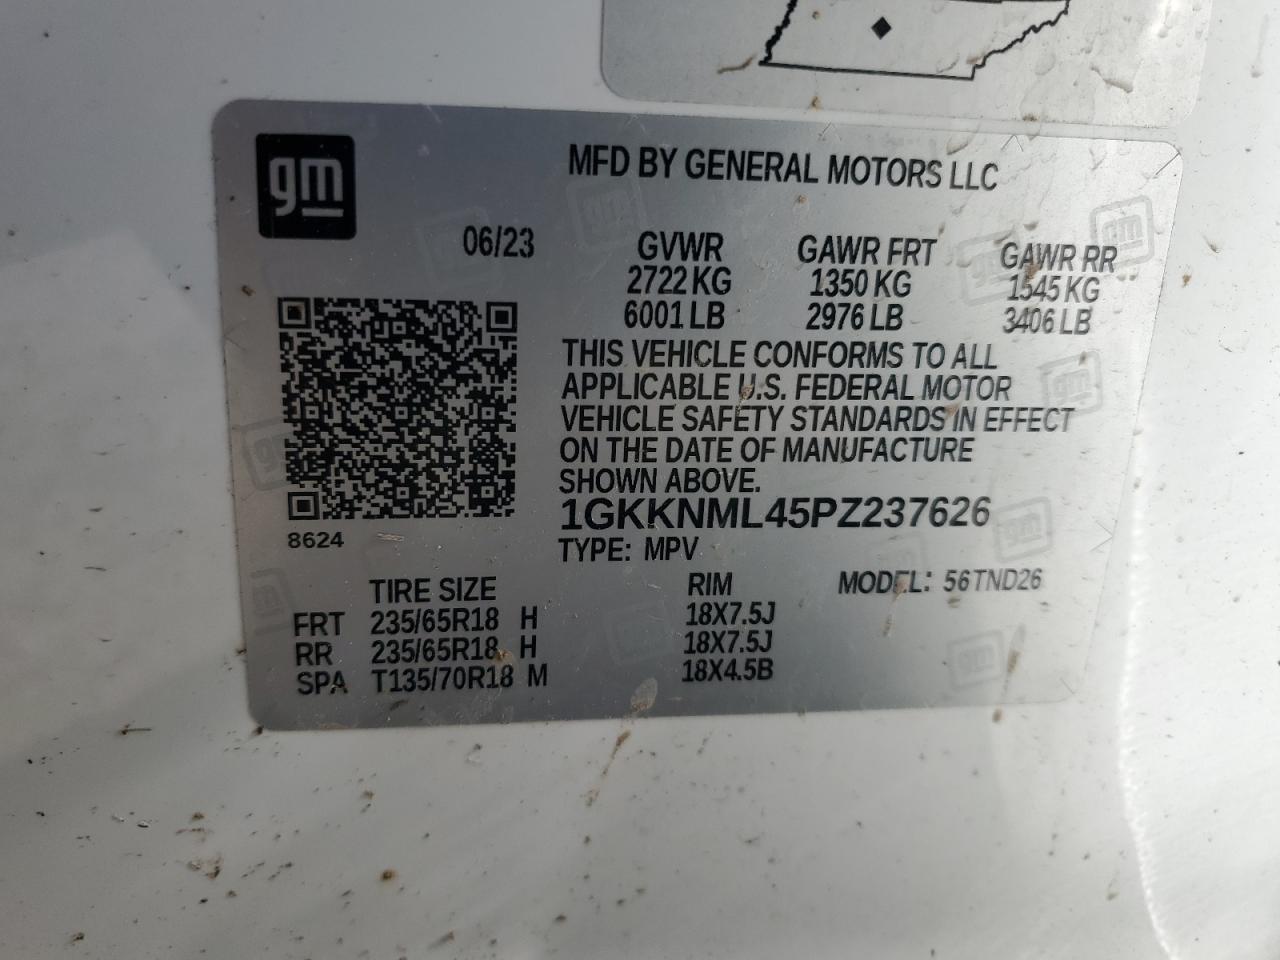 gm
MFD BY GENERAL MOTORS LLC
06/23
GVWR GAWR FRT GAWR RR
2722 KG 1350 KG 1545 KG
6001 LB 2976 LB 3406 LB
THIS VEHICLE CONFORMS TO ALL
APPLICABLE U.S. FEDERAL MOTOR
VEHICLE SAFETY STANDARDS IN EFFECT
ON THE DATE OF MANUFACTURE
SHOWN ABOVE.
1GKKNML45PZ237626
8624
TYPE: MPV
TIRE SIZE RIM MODEL: 56TND26
FRT 235/65R18 H 18X7.5J
RR 235/65R18 H 18X7.5J
SPA T135/70R18 M 18X4.5B